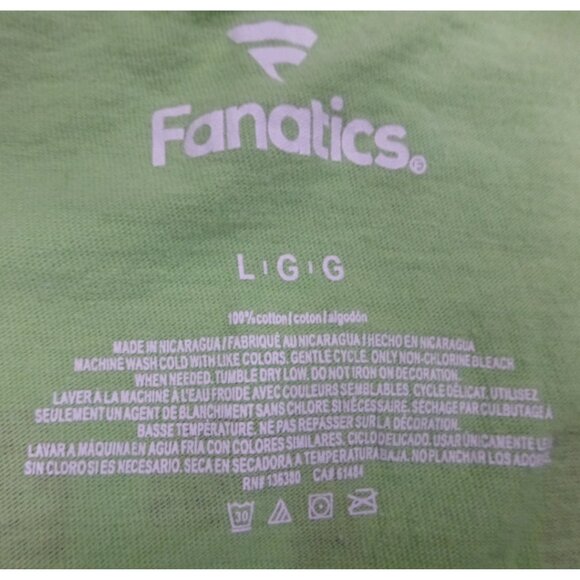 Fanatics®
L | G | G
100% cotton / coton / algodón
MADE IN NICARAGUA / FABRIQUÉ AU NICARAGUA / HECHO EN NICARAGUA
MACHINE WASH COLD WITH LIKE COLORS. GENTLE CYCLE. ONLY NON-CHLORINE BLEACH
WHEN NEEDED. TUMBLE DRY LOW. DO NOT IRON ON DECORATION.
LAVER À LA MACHINE À L'EAU FROIDE AVEC COULEURS SEMBLABLES. CYCLE DÉLICAT. UTILISEZ
SEULEMENT UN AGENT DE BLANCHIMENT SANS CHLORE SI NÉCESSAIRE. SÉCHAGE PAR CULBUTAGE À
BASSE TEMPÉRATURE. NE PAS REPASSER SUR LA DÉCORATION.
LAVAR A MÁQUINA EN AGUA FRÍA CON COLORES SIMILARES. CICLO DELICADO. USAR ÚNICAMENTE
SIN CLORO SI ES NECESARIO. SECA EN SECADORA A TEMPERATURA BAJA. NO PLANCHAR LOS
RN# 136300 CA# 61484
30